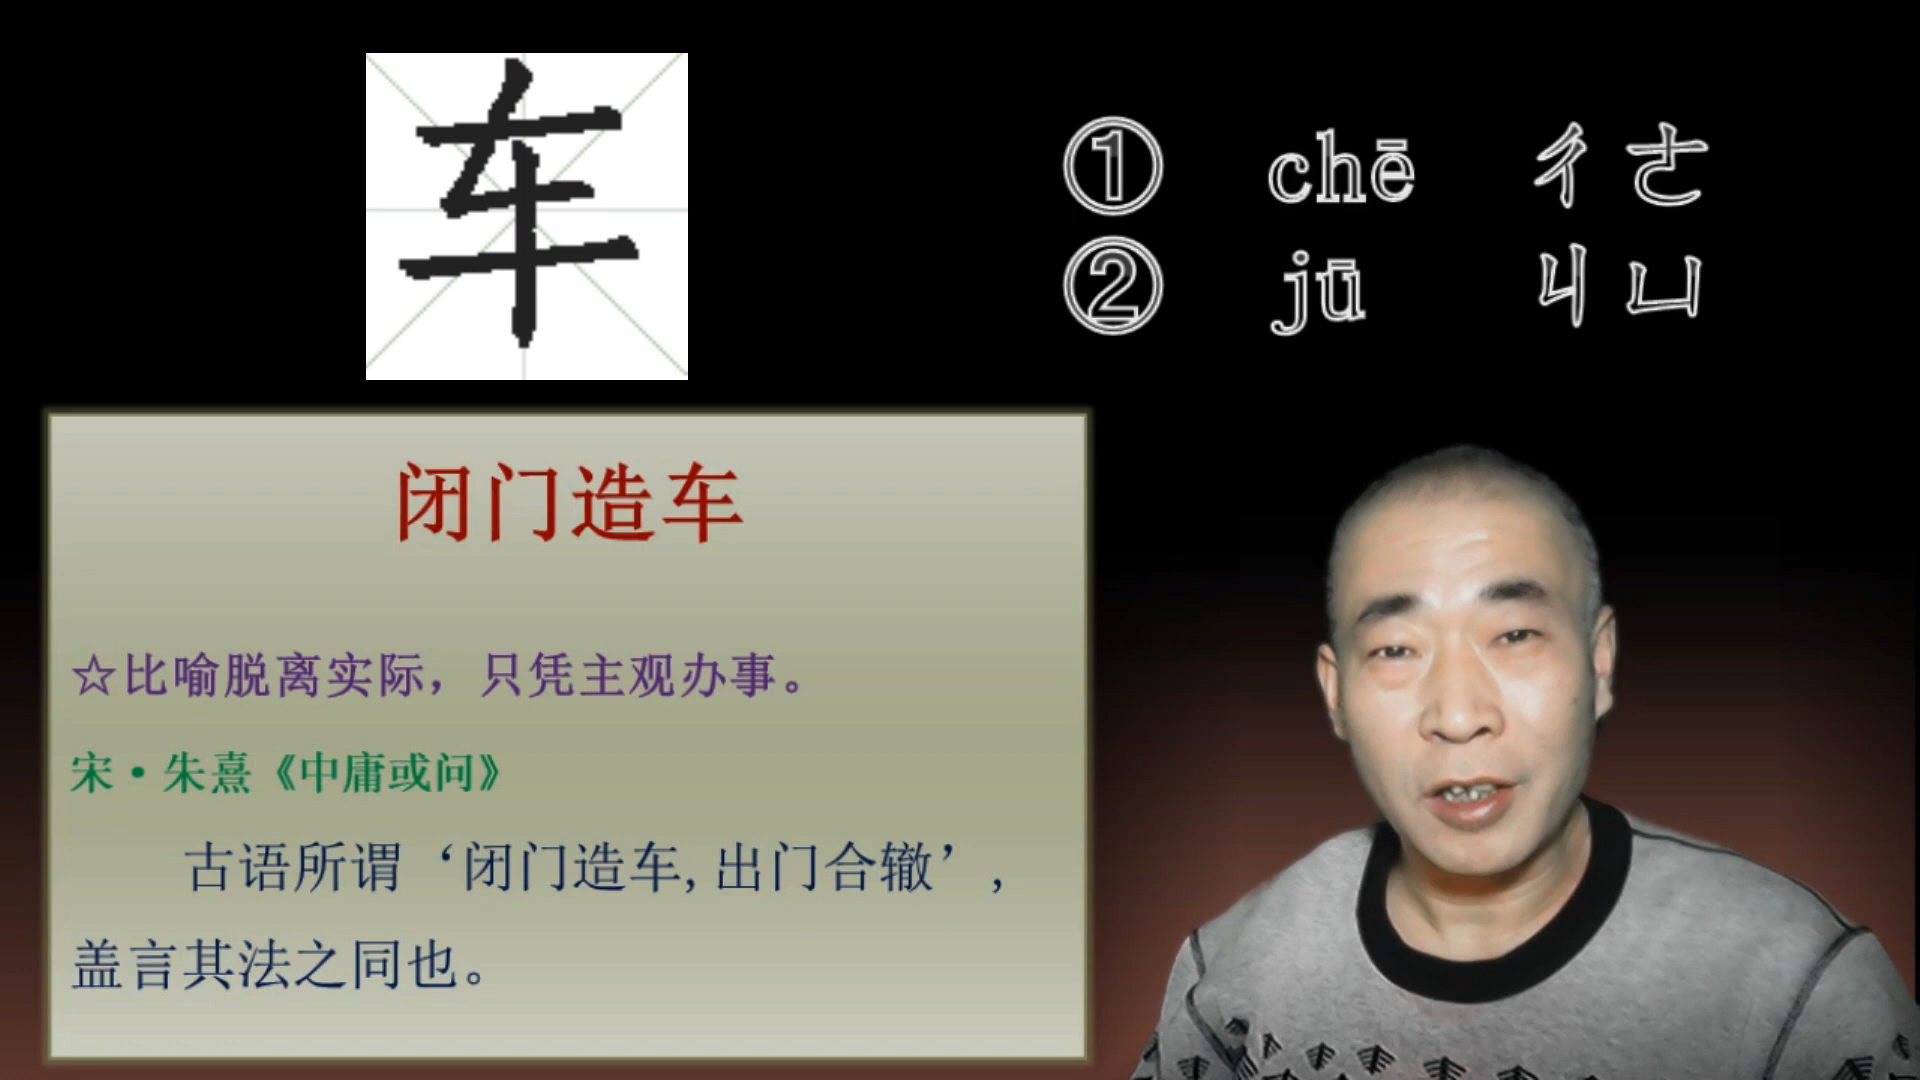 车
① chē ㄔㄜ
② jū ㄐㄩ
闭门造车
☆比喻脱离实际，只凭主观办事。
宋·朱熹《中庸或问》
古语所谓‘闭门造车,出门合辙’,
盖言其法之同也。